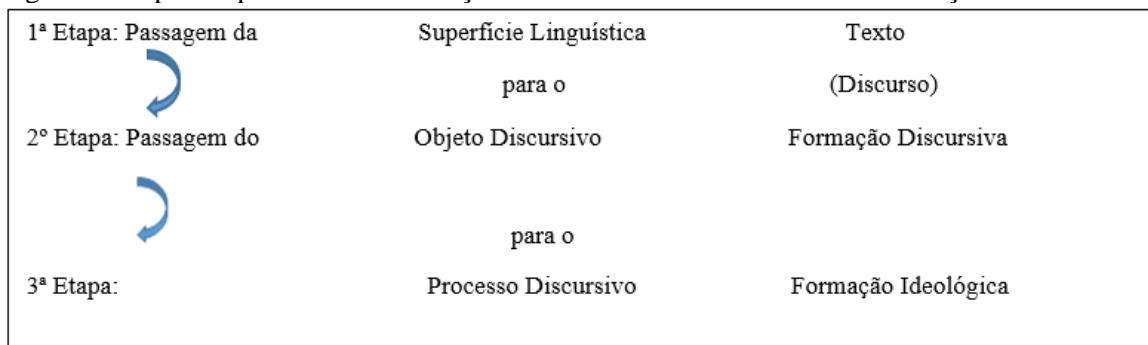 1ª Etapa: Passagem da Superfície Linguística Texto
para o (Discurso)
2º Etapa: Passagem do Objeto Discursivo Formação Discursiva
para o
3ª Etapa: Processo Discursivo Formação Ideológica